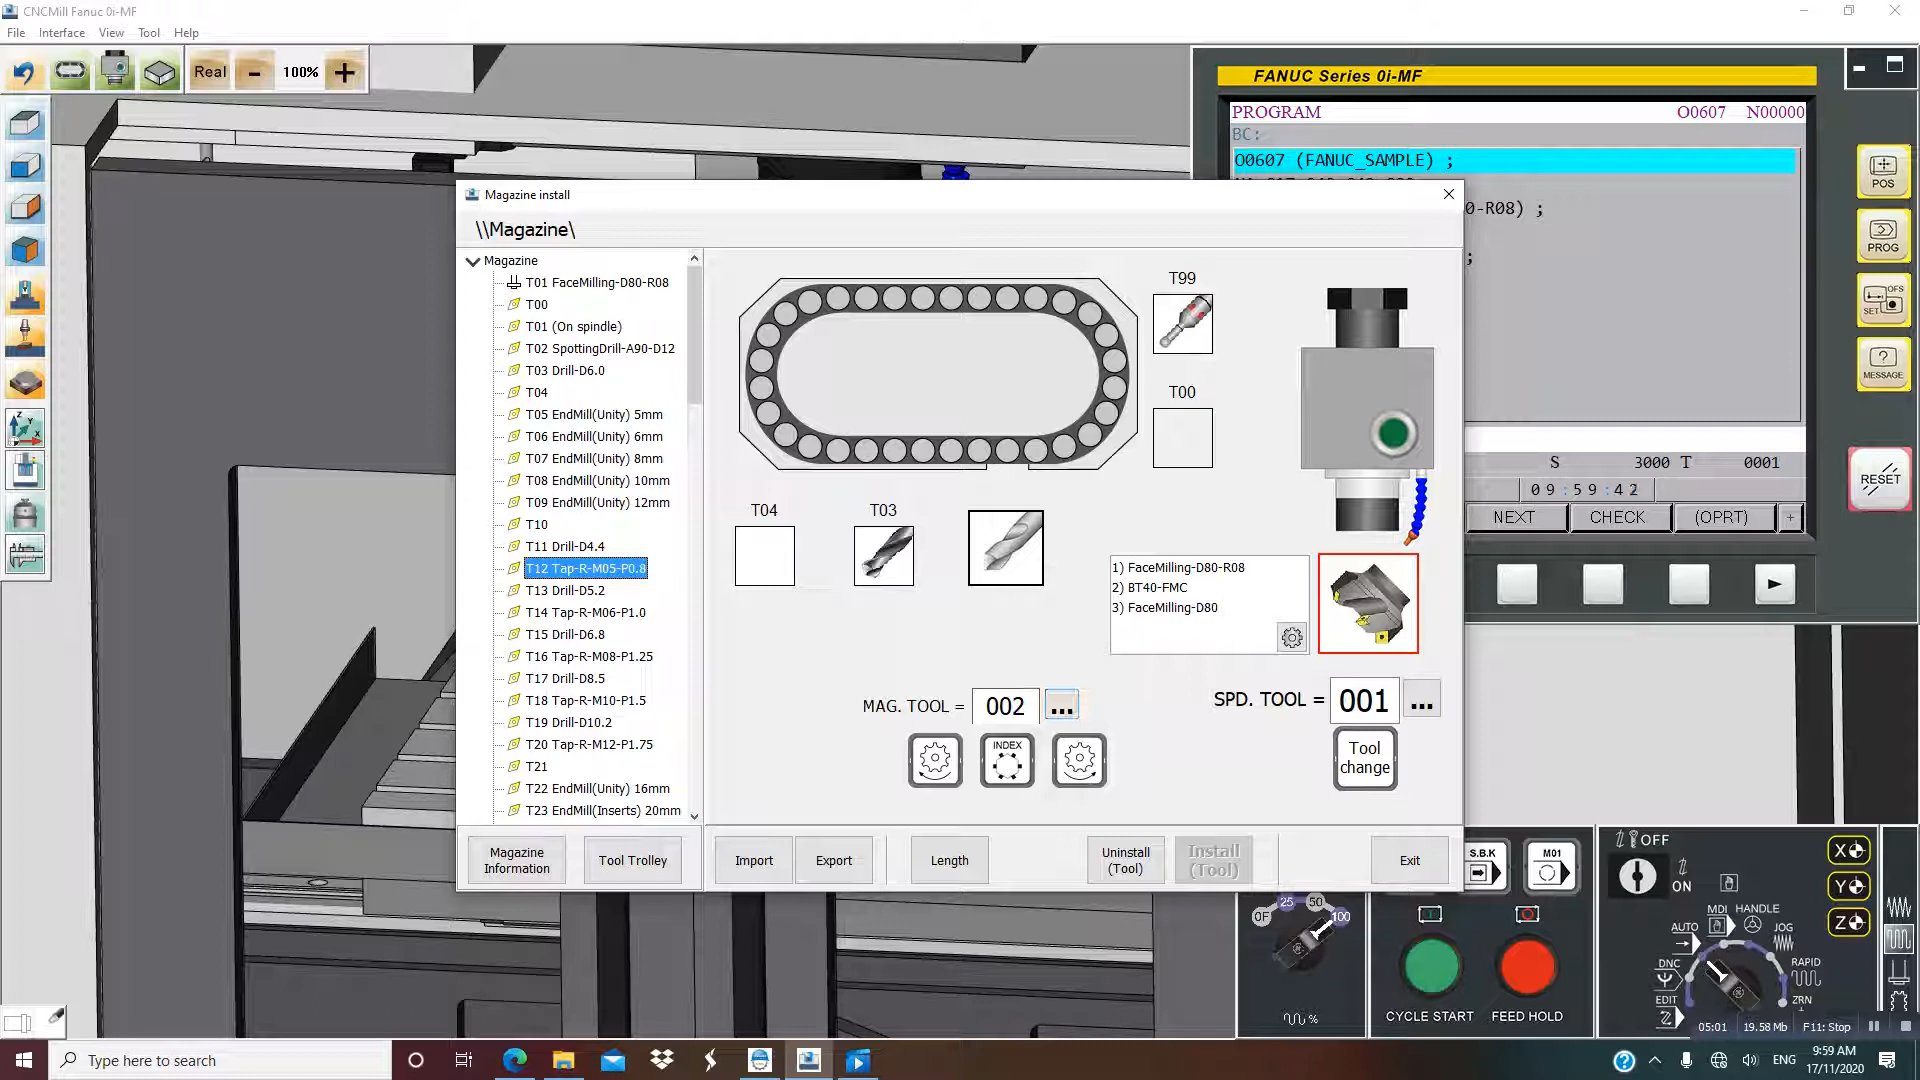 CNCMill Fanuc 0i-MF
File Interface View Tool Help
Real - 100% +
FANUC Series 0i-MF
PROGRAM O0607 N00000
BC:
O0607 (FANUC_SAMPLE) ;
0-R08) ;
;
S 3000 T 0001
09:59:42
NEXT CHECK (OPRT) +
POS
PROG
OFS
SET
MESSAGE
RESET
Magazine install
\\Magazine\
Magazine
T01 FaceMilling-D80-R08
T00
T01 (On spindle)
T02 SpottingDrill-A90-D12
T03 Drill-D6.0
T04
T05 EndMill(Unity) 5mm
T06 EndMill(Unity) 6mm
T07 EndMill(Unity) 8mm
T08 EndMill(Unity) 10mm
T09 EndMill(Unity) 12mm
T10
T11 Drill-D4.4
T12 Tap-R-M05-P0.8
T13 Drill-D5.2
T14 Tap-R-M06-P1.0
T15 Drill-D6.8
T16 Tap-R-M08-P1.25
T17 Drill-D8.5
T18 Tap-R-M10-P1.5
T19 Drill-D10.2
T20 Tap-R-M12-P1.75
T21
T22 EndMill(Unity) 16mm
T23 EndMill(Inserts) 20mm
T99
T00
T04
T03
1) FaceMilling-D80-R08
2) BT40-FMC
3) FaceMilling-D80
MAG. TOOL = 002 ...
SPD. TOOL = 001 ...
INDEX
Tool
change
Magazine
Information
Tool Trolley
Import
Export
Length
Uninstall
(Tool)
Install
(Tool)
Exit
S.B.K
M01
OFF
ON
X
Y
Z
0F 25 50 100
%
CYCLE START FEED HOLD
MDI HANDLE
AUTO
JOG
DNC
RAPID
EDIT
ZRN
05:01 19.58 Mb F11: Stop
Type here to search
ENG
9:59 AM
17/11/2020